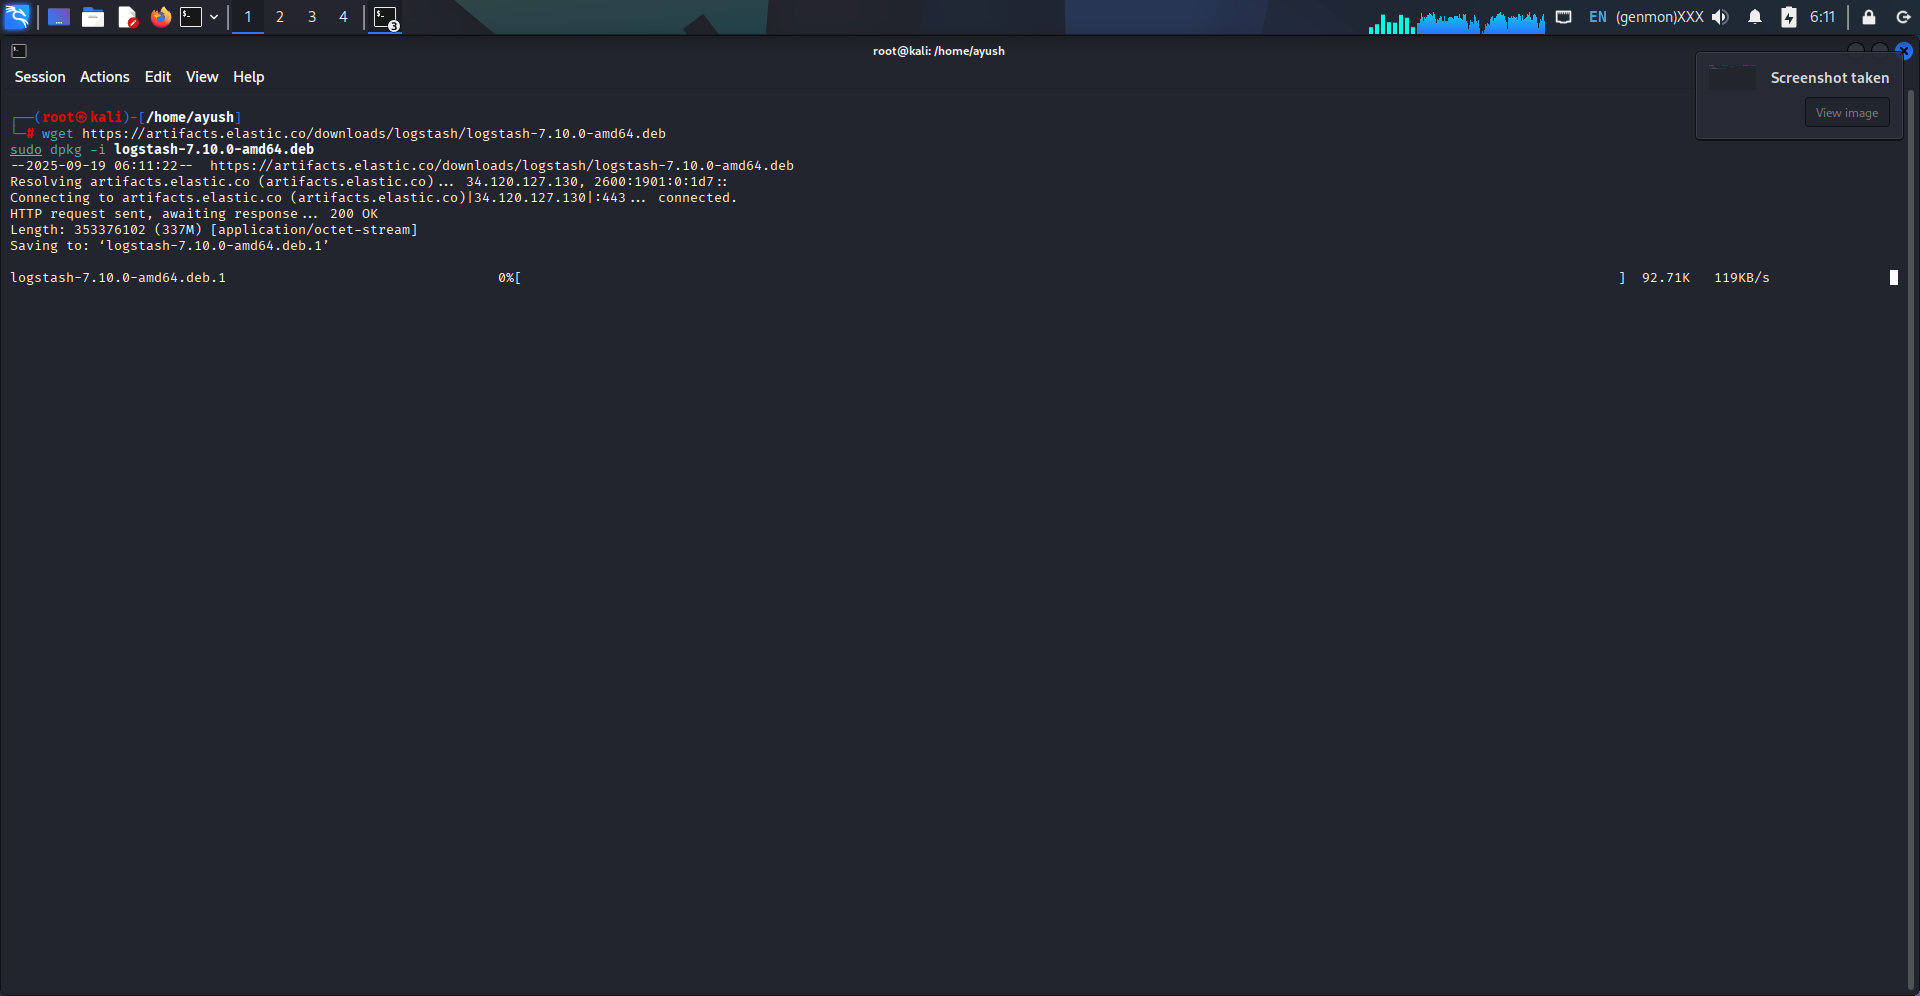 1 2 3 4 3 EN (genmon)XXX 6:11
root@kali: /home/ayush
Session Actions Edit View Help
Screenshot taken
View image
┌──(root㉿kali)-[/home/ayush]
└─# wget https://artifacts.elastic.co/downloads/logstash/logstash-7.10.0-amd64.deb
sudo dpkg -i logstash-7.10.0-amd64.deb
--2025-09-19 06:11:22-- https://artifacts.elastic.co/downloads/logstash/logstash-7.10.0-amd64.deb
Resolving artifacts.elastic.co (artifacts.elastic.co)... 34.120.127.130, 2600:1901:0:1d7::
Connecting to artifacts.elastic.co (artifacts.elastic.co)|34.120.127.130|:443... connected.
HTTP request sent, awaiting response... 200 OK
Length: 353376102 (337M) [application/octet-stream]
Saving to: ‘logstash-7.10.0-amd64.deb.1’
logstash-7.10.0-amd64.deb.1 0%[ ] 92.71K 119KB/s